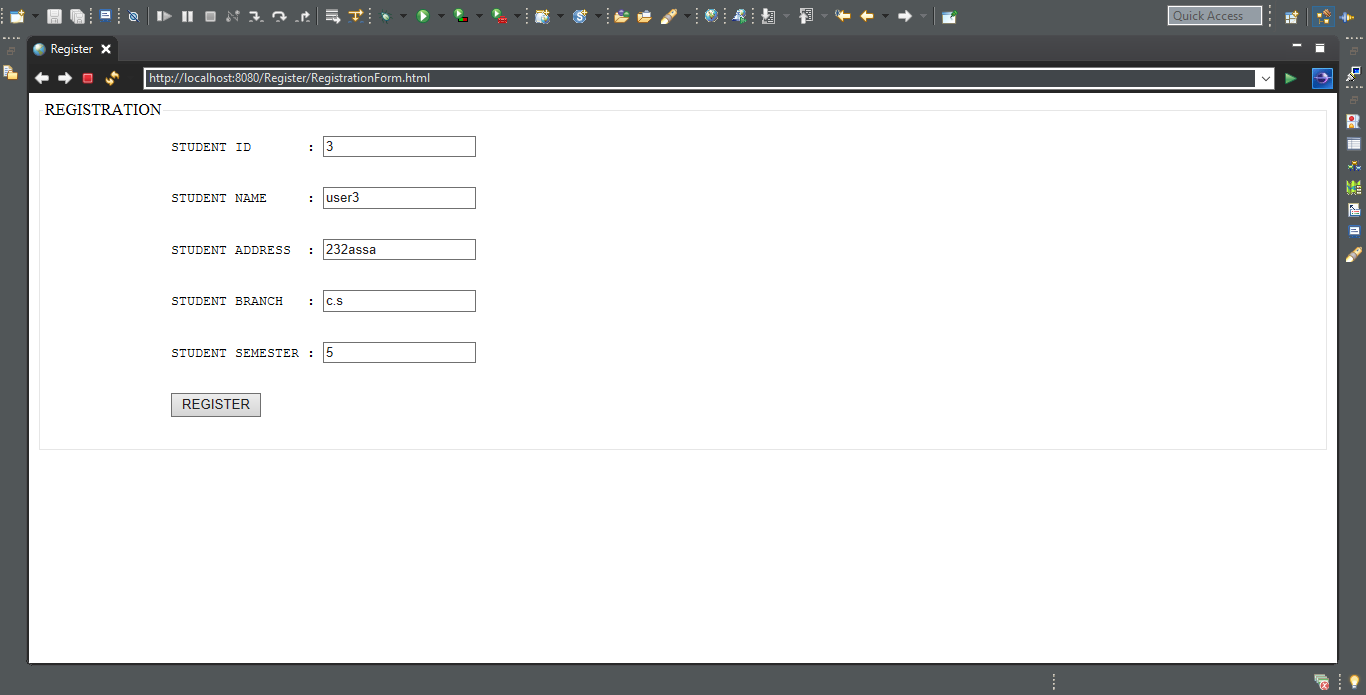 Quick Access
Register
http://localhost:8080/Register/RegistrationForm.html
REGISTRATION
STUDENT ID : 3
STUDENT NAME : user3
STUDENT ADDRESS : 232assa
STUDENT BRANCH : c.s
STUDENT SEMESTER : 5
REGISTER